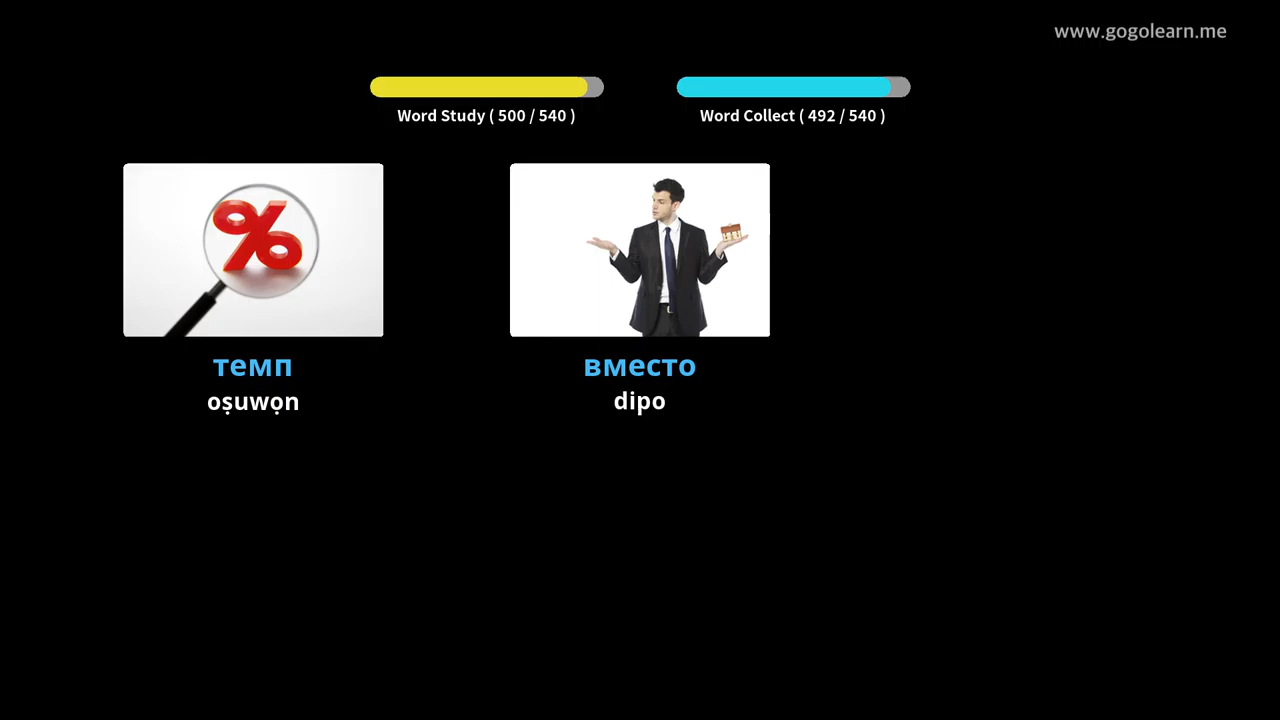 www.gogolearn.me
Word Study ( 500 / 540 )
Word Collect ( 492 / 540 )
%
темп
oṣuwọn
вместо
dipo